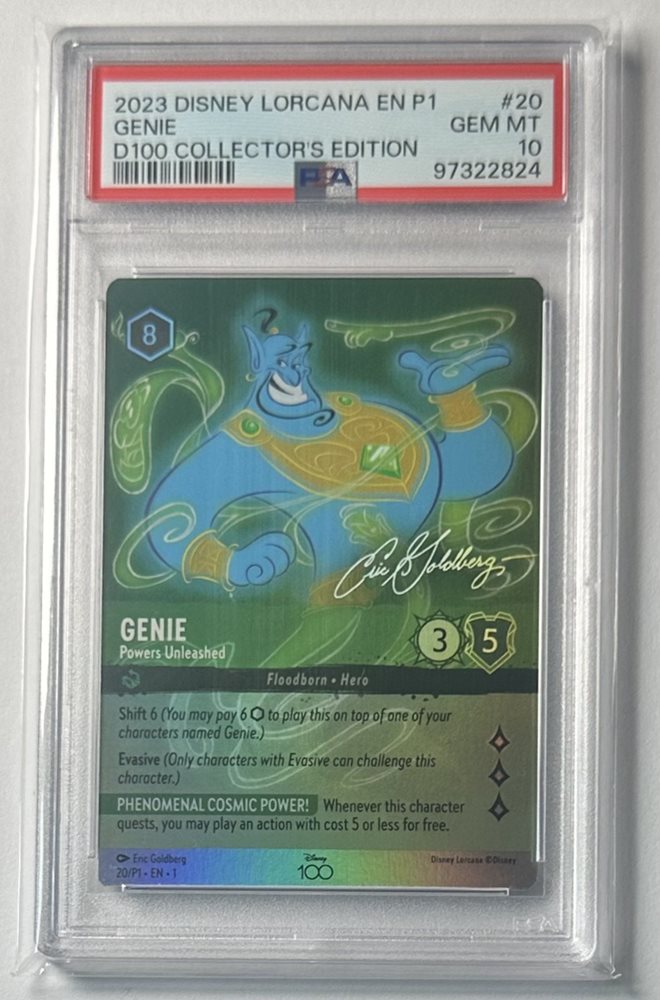 2023 DISNEY LORCANA EN P1 #20
GENIE GEM MT
D100 COLLECTOR'S EDITION 10
PSA 97322824
8
Eric Goldberg
GENIE
Powers Unleashed
3 5
Floodborn • Hero
Shift 6 (You may pay 6 ⬡ to play this on top of one of your
characters named Genie.)
Evasive (Only characters with Evasive can challenge this
character.)
PHENOMENAL COSMIC POWER! Whenever this character
quests, you may play an action with cost 5 or less for free.
Eric Goldberg Disney Disney Lorcana ©Disney
20/P1 • EN • 1 100